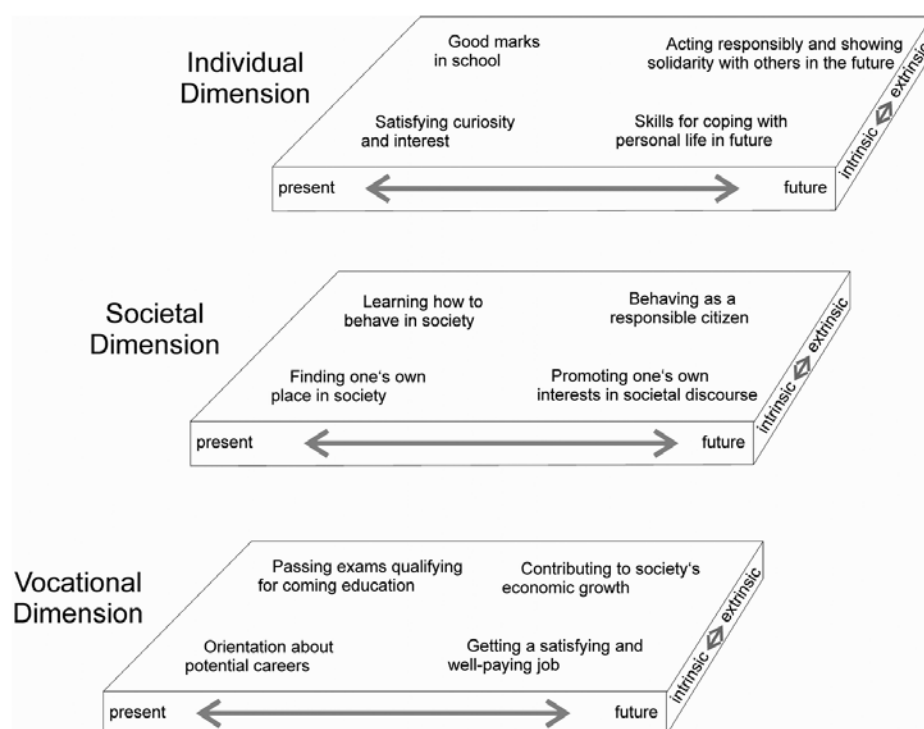 Individual
Dimension
Good marks
in school
Acting responsibly and showing
solidarity with others in the future
Satisfying curiosity
and interest
Skills for coping with
personal life in future
present
future
intrinsic
extrinsic
Societal
Dimension
Learning how to
behave in society
Behaving as a
responsible citizen
Finding one‘s own
place in society
Promoting one‘s own
interests in societal discourse
present
future
intrinsic
extrinsic
Vocational
Dimension
Passing exams qualifying
for coming education
Contributing to society‘s
economic growth
Orientation about
potential careers
Getting a satisfying and
well-paying job
present
future
intrinsic
extrinsic